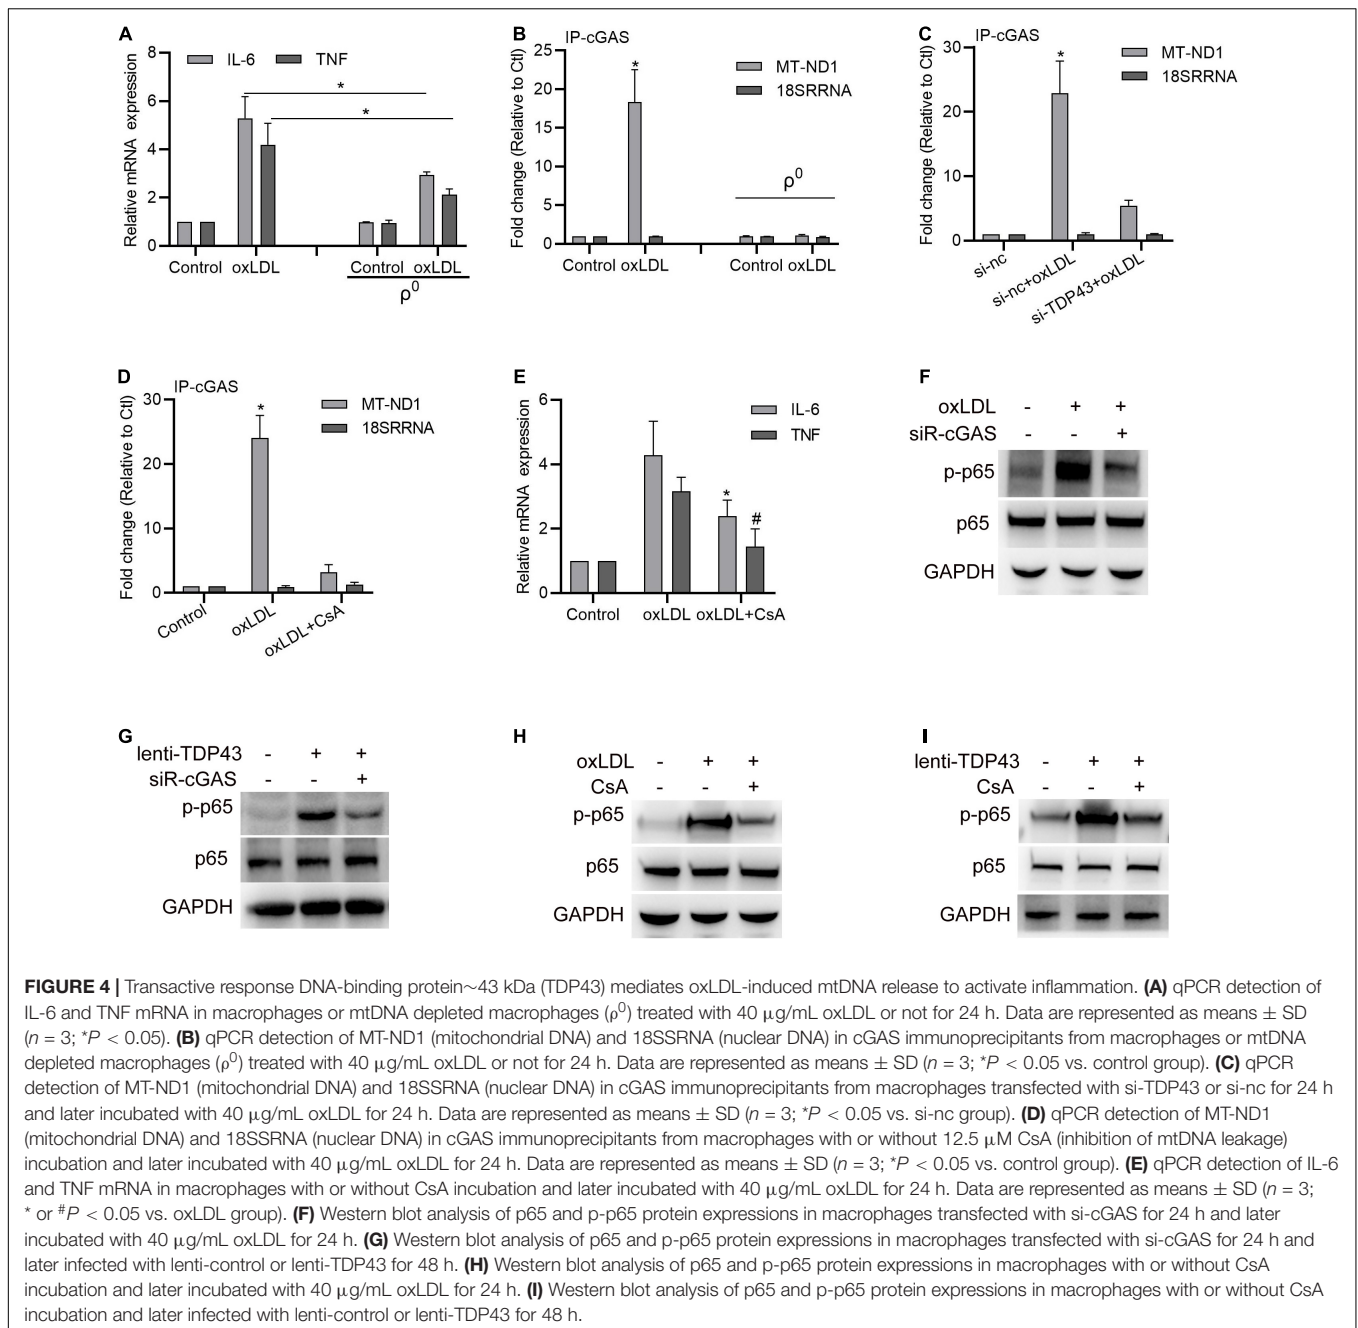 A
IL-6 TNF
Relative mRNA expression
8
6
4
2
0
* 
*
Control oxLDL Control oxLDL
ρ0
B
IP-cGAS
Fold change (Relative to Ctl)
25
20
15
10
5
0
*
MT-ND1
18SRRNA
ρ0
Control oxLDL Control oxLDL
C
IP-cGAS
Fold change (Relative to Ctl)
30
20
10
0
*
MT-ND1
18SRRNA
si-nc
si-nc+oxLDL
si-TDP43+oxLDL
D
IP-cGAS
Fold change (Relative to Ctl)
30
20
10
0
*
MT-ND1
18SRRNA
Control
oxLDL
oxLDL+CsA
E
Relative mRNA expression
6
4
2
0
IL-6
TNF
*
#
Control oxLDL oxLDL+CsA
F
oxLDL - + +
siR-cGAS - - +
p-p65
p65
GAPDH
G
lenti-TDP43 - + +
siR-cGAS - - +
p-p65
p65
GAPDH
H
oxLDL - + +
CsA - - +
p-p65
p65
GAPDH
I
lenti-TDP43 - + +
CsA - - +
p-p65
p65
GAPDH
FIGURE 4 | Transactive response DNA-binding protein~43 kDa (TDP43) mediates oxLDL-induced mtDNA release to activate inflammation. (A) qPCR detection of
IL-6 and TNF mRNA in macrophages or mtDNA depleted macrophages (ρ0) treated with 40 μg/mL oxLDL or not for 24 h. Data are represented as means ± SD
(n = 3; *P < 0.05). (B) qPCR detection of MT-ND1 (mitochondrial DNA) and 18SSRNA (nuclear DNA) in cGAS immunoprecipitants from macrophages or mtDNA
depleted macrophages (ρ0) treated with 40 μg/mL oxLDL or not for 24 h. Data are represented as means ± SD (n = 3; *P < 0.05 vs. control group). (C) qPCR
detection of MT-ND1 (mitochondrial DNA) and 18SSRNA (nuclear DNA) in cGAS immunoprecipitants from macrophages transfected with si-TDP43 or si-nc for 24 h
and later incubated with 40 μg/mL oxLDL for 24 h. Data are represented as means ± SD (n = 3; *P < 0.05 vs. si-nc group). (D) qPCR detection of MT-ND1
(mitochondrial DNA) and 18SSRNA (nuclear DNA) in cGAS immunoprecipitants from macrophages with or without 12.5 μM CsA (inhibition of mtDNA leakage)
incubation and later incubated with 40 μg/mL oxLDL for 24 h. Data are represented as means ± SD (n = 3; *P < 0.05 vs. control group). (E) qPCR detection of IL-6
and TNF mRNA in macrophages with or without CsA incubation and later incubated with 40 μg/mL oxLDL for 24 h. Data are represented as means ± SD (n = 3;
* or #P < 0.05 vs. oxLDL group). (F) Western blot analysis of p65 and p-p65 protein expressions in macrophages transfected with si-cGAS for 24 h and later
incubated with 40 μg/mL oxLDL for 24 h. (G) Western blot analysis of p65 and p-p65 protein expressions in macrophages transfected with si-cGAS for 24 h and
later infected with lenti-control or lenti-TDP43 for 48 h. (H) Western blot analysis of p65 and p-p65 protein expressions in macrophages with or without CsA
incubation and later incubated with 40 μg/mL oxLDL for 24 h. (I) Western blot analysis of p65 and p-p65 protein expressions in macrophages with or without CsA
incubation and later infected with lenti-control or lenti-TDP43 for 48 h.